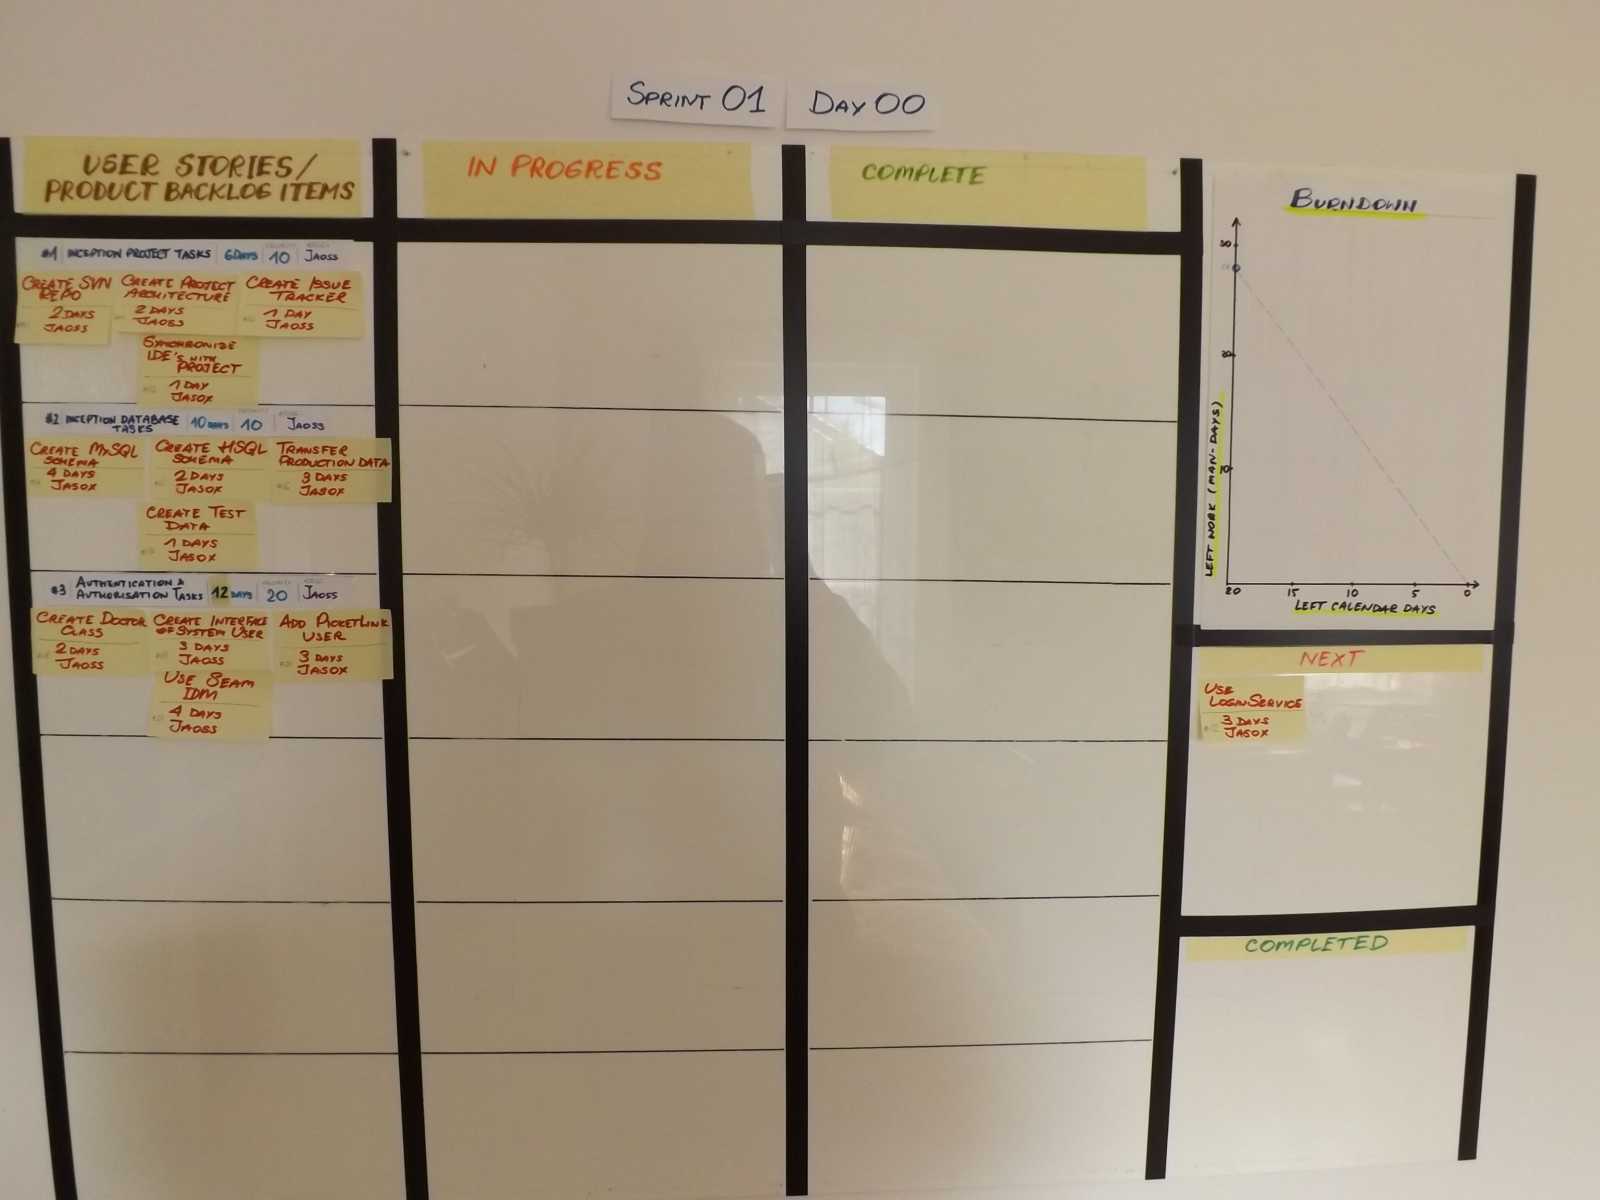 SPRINT 01
DAY 00
USER STORIES/
PRODUCT BACKLOG ITEMS
IN PROGRESS
COMPLETE
#1 INCEPTION PROJECT TASKS 6 DAYS 10 JAOSS
CREATE SVN
REPO
2 DAYS
JAOSS
CREATE PROJECT
ARCHITECTURE
2 DAYS
JAOSS
CREATE ISSUE
TRACKER
1 DAY
JAOSS
SYNCHRONIZE
IDE'S WITH
PROJECT
1 DAY
JASOX
#2 INCEPTION DATABASE
TASKS
10 DAYS 10 JAOSS
CREATE MYSQL
SCHEMA
4 DAYS
JASOX
CREATE HSQL
SCHEMA
2 DAYS
JASOX
TRANSFER
PRODUCTION DATA
3 DAYS
JASOX
CREATE TEST
DATA
1 DAYS
JASOX
#3 AUTHENTICATION &
AUTHORISATION TASKS
12 DAYS 20 JAOSS
CREATE DOCTOR
CLASS
2 DAYS
JAOSS
CREATE INTERFACE
OF SYSTEM USER
3 DAYS
JAOSS
ADD PICKETLINK
USER
3 DAYS
JASOX
USE SEAM
IDM
4 DAYS
JAOSS
BURNDOWN
30
20
10
LEFT WORK (MAN-DAYS)
20 15 10 5 0
LEFT CALENDAR DAYS
NEXT
USE
LOGINSERVICE
3 DAYS
JASOX
COMPLETED